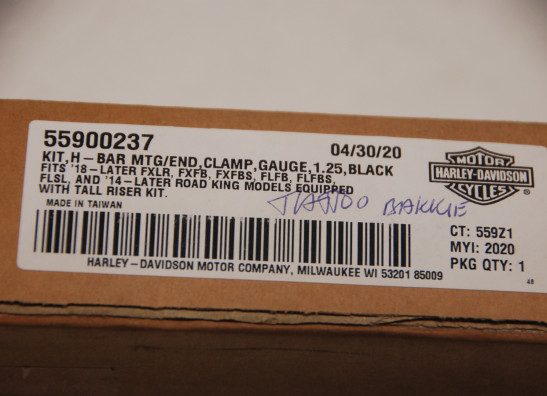 55900237 04/30/20
KIT,H-BAR MTG/END,CLAMP,GAUGE,1.25,BLACK
FITS '18-LATER FXLR, FXFB, FXFBS, FLFB, FLFBS,
FLSL, AND '14-LATER ROAD KING MODELS EQUIPPED
WITH TALL RISER KIT.
MADE IN TAIWAN
BAKKIE
MOTOR
HARLEY-DAVIDSON
CYCLES
®
CT: 559Z1
MYI: 2020
PKG QTY: 1
HARLEY-DAVIDSON MOTOR COMPANY, MILWAUKEE WI 53201 85009
48